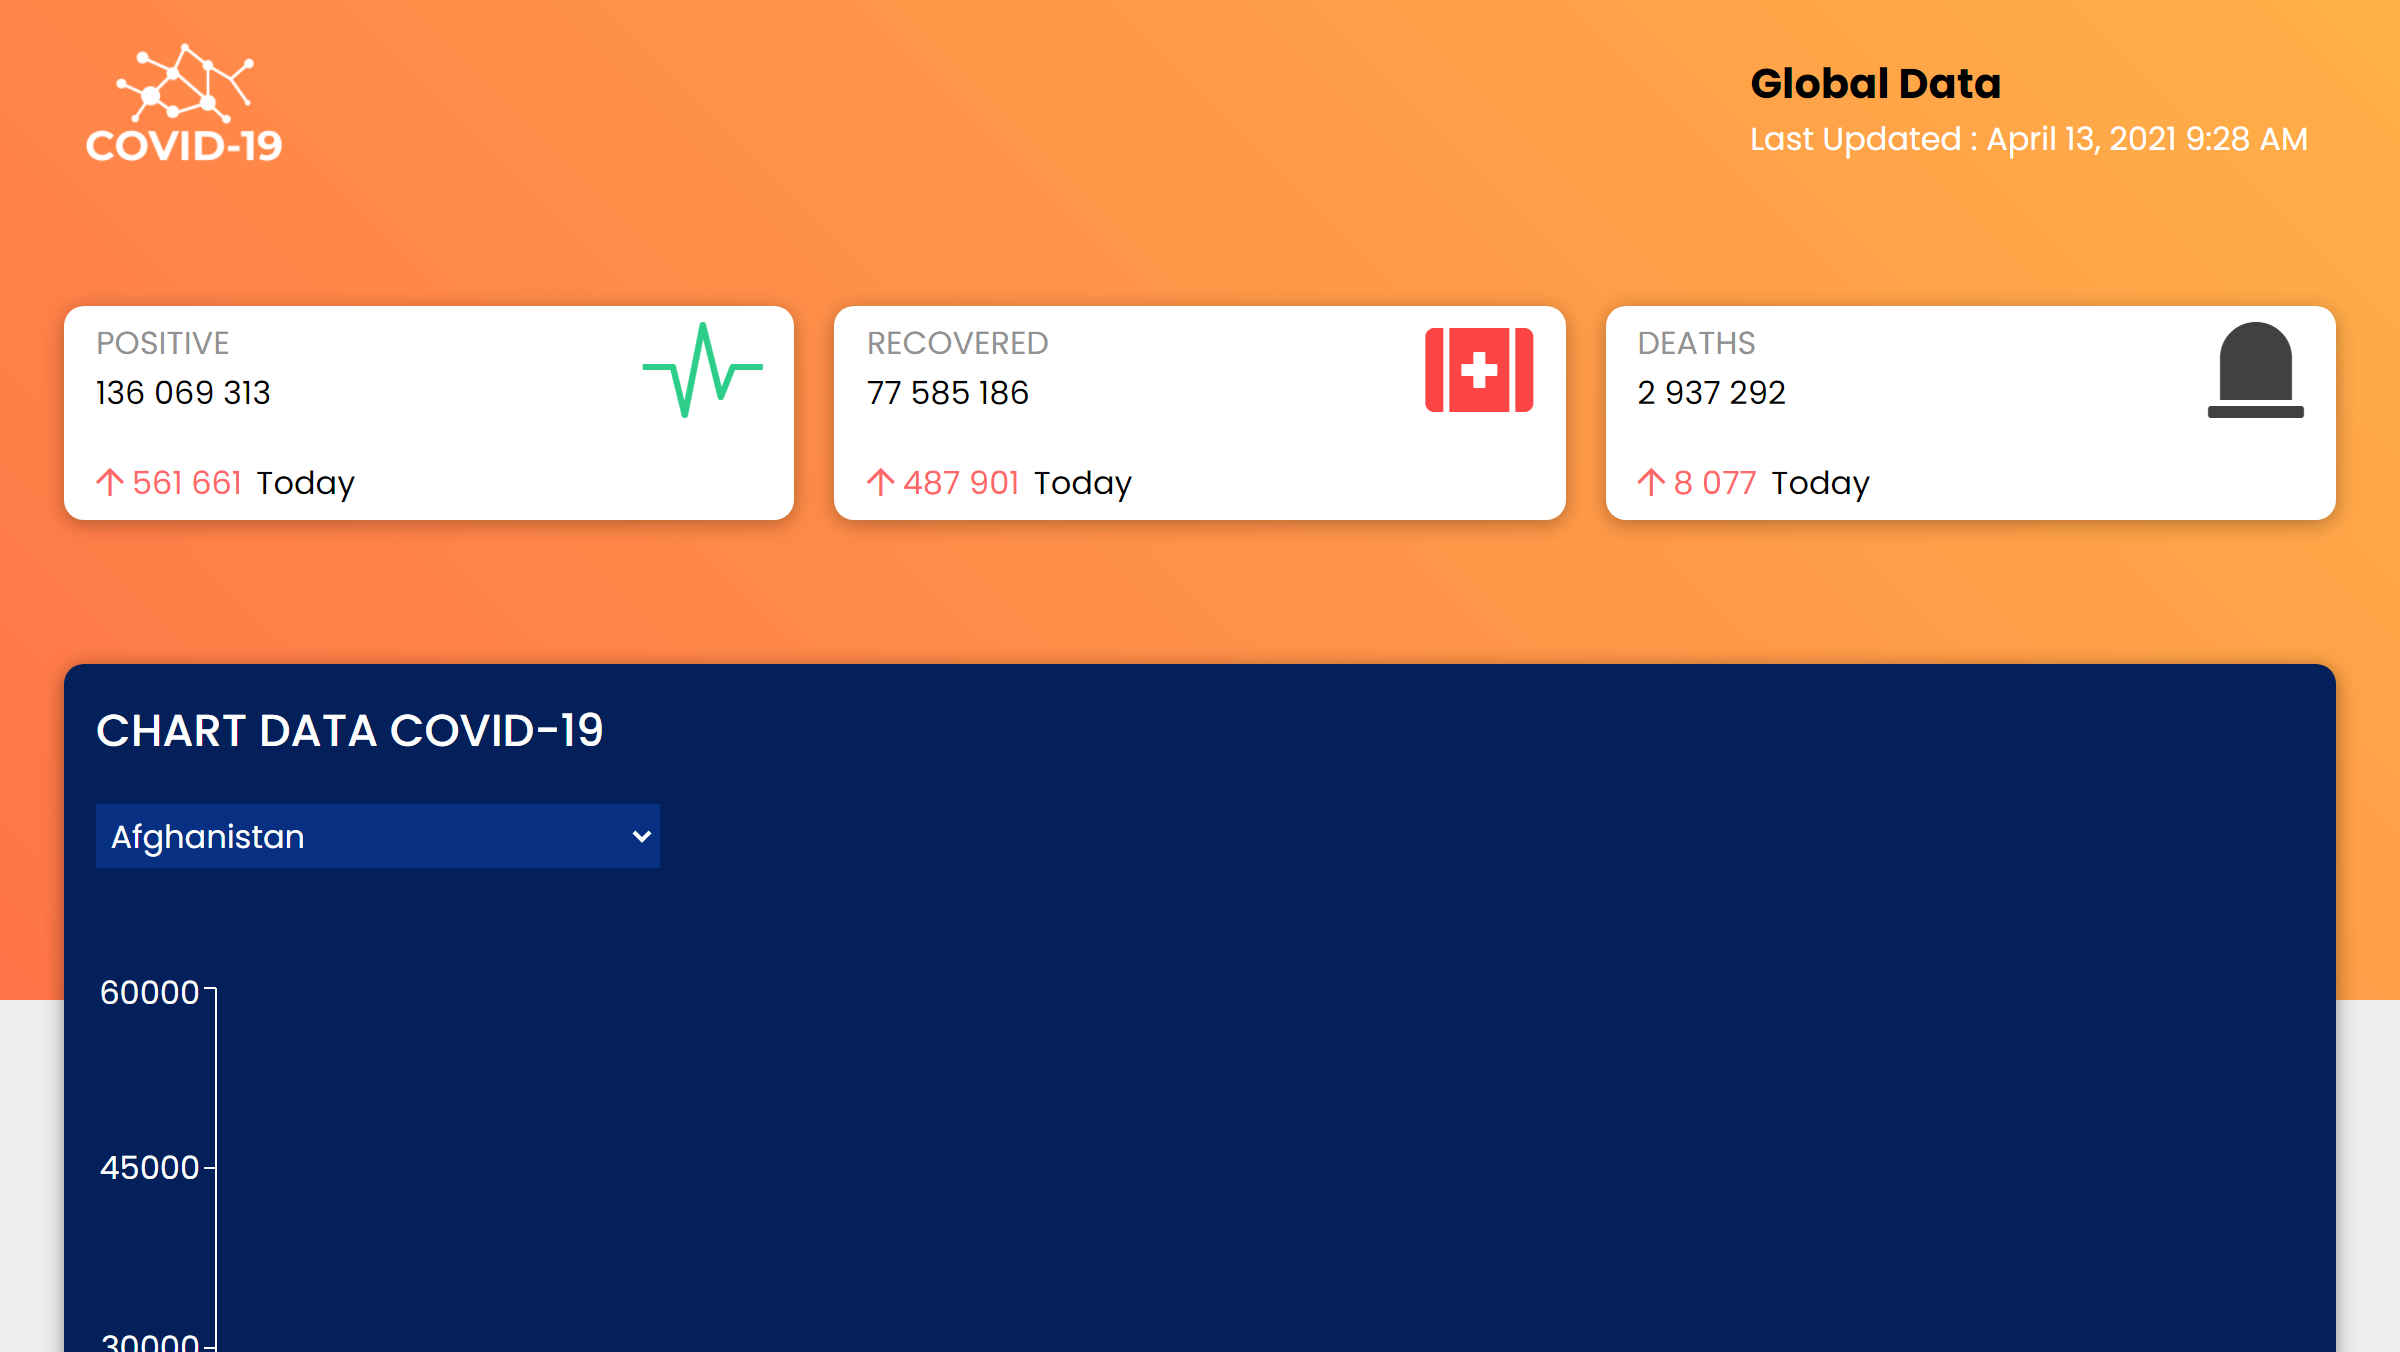 COVID-19
Global Data
Last Updated : April 13, 2021 9:28 AM
POSITIVE
136 069 313
561 661 Today
RECOVERED
77 585 186
487 901 Today
DEATHS
2 937 292
8 077 Today
CHART DATA COVID-19
Afghanistan
60000
45000
30000